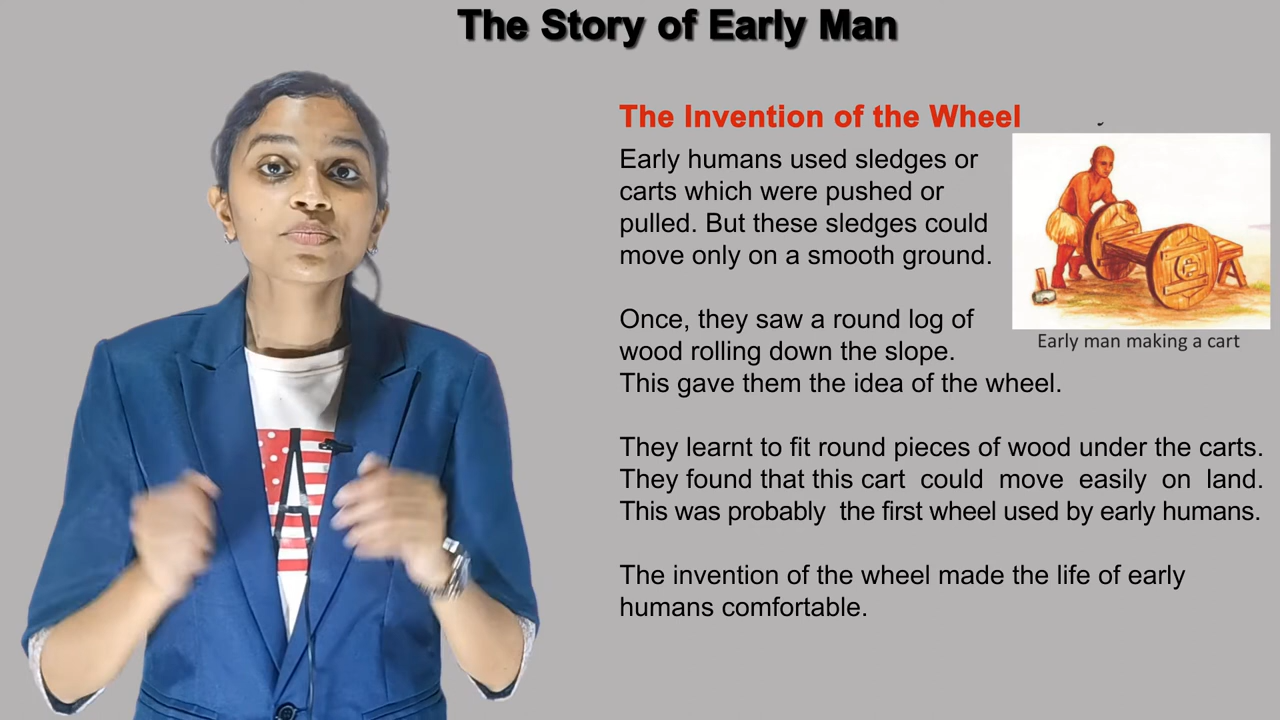 The Story of Early Man
The Invention of the Wheel
Early humans used sledges or
carts which were pushed or
pulled. But these sledges could
move only on a smooth ground.
Once, they saw a round log of
wood rolling down the slope.
This gave them the idea of the wheel.
Early man making a cart
They learnt to fit round pieces of wood under the carts.
They found that this cart could move easily on land.
This was probably the first wheel used by early humans.
The invention of the wheel made the life of early
humans comfortable.
A